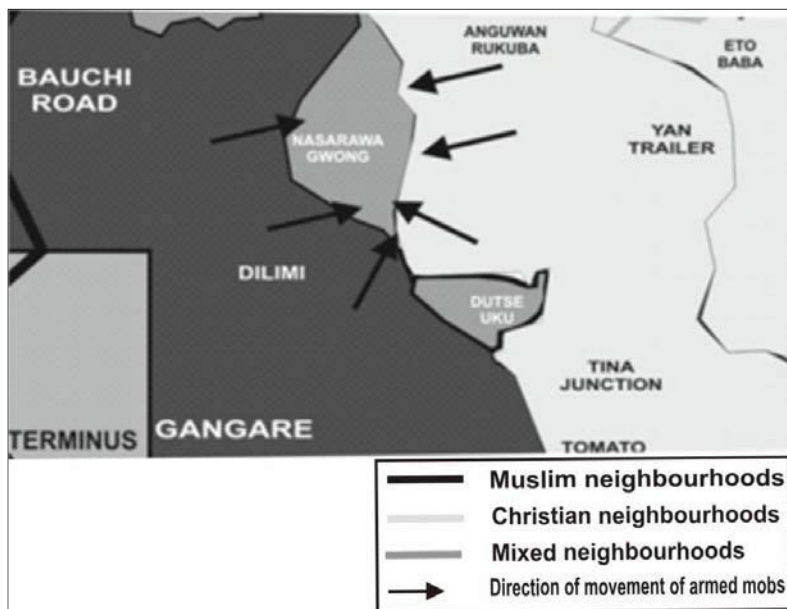 ANGUWAN
RUKUBA
ETO
BABA
BAUCHI
ROAD
YAN
TRAILER
NASARAWA
GWONG
DILIMI
DUTSE
UKU
TINA
JUNCTION
TERMINUS
GANGARE
TOMATO
Muslim neighbourhoods
Christian neighbourhoods
Mixed neighbourhoods
Direction of movement of armed mobs